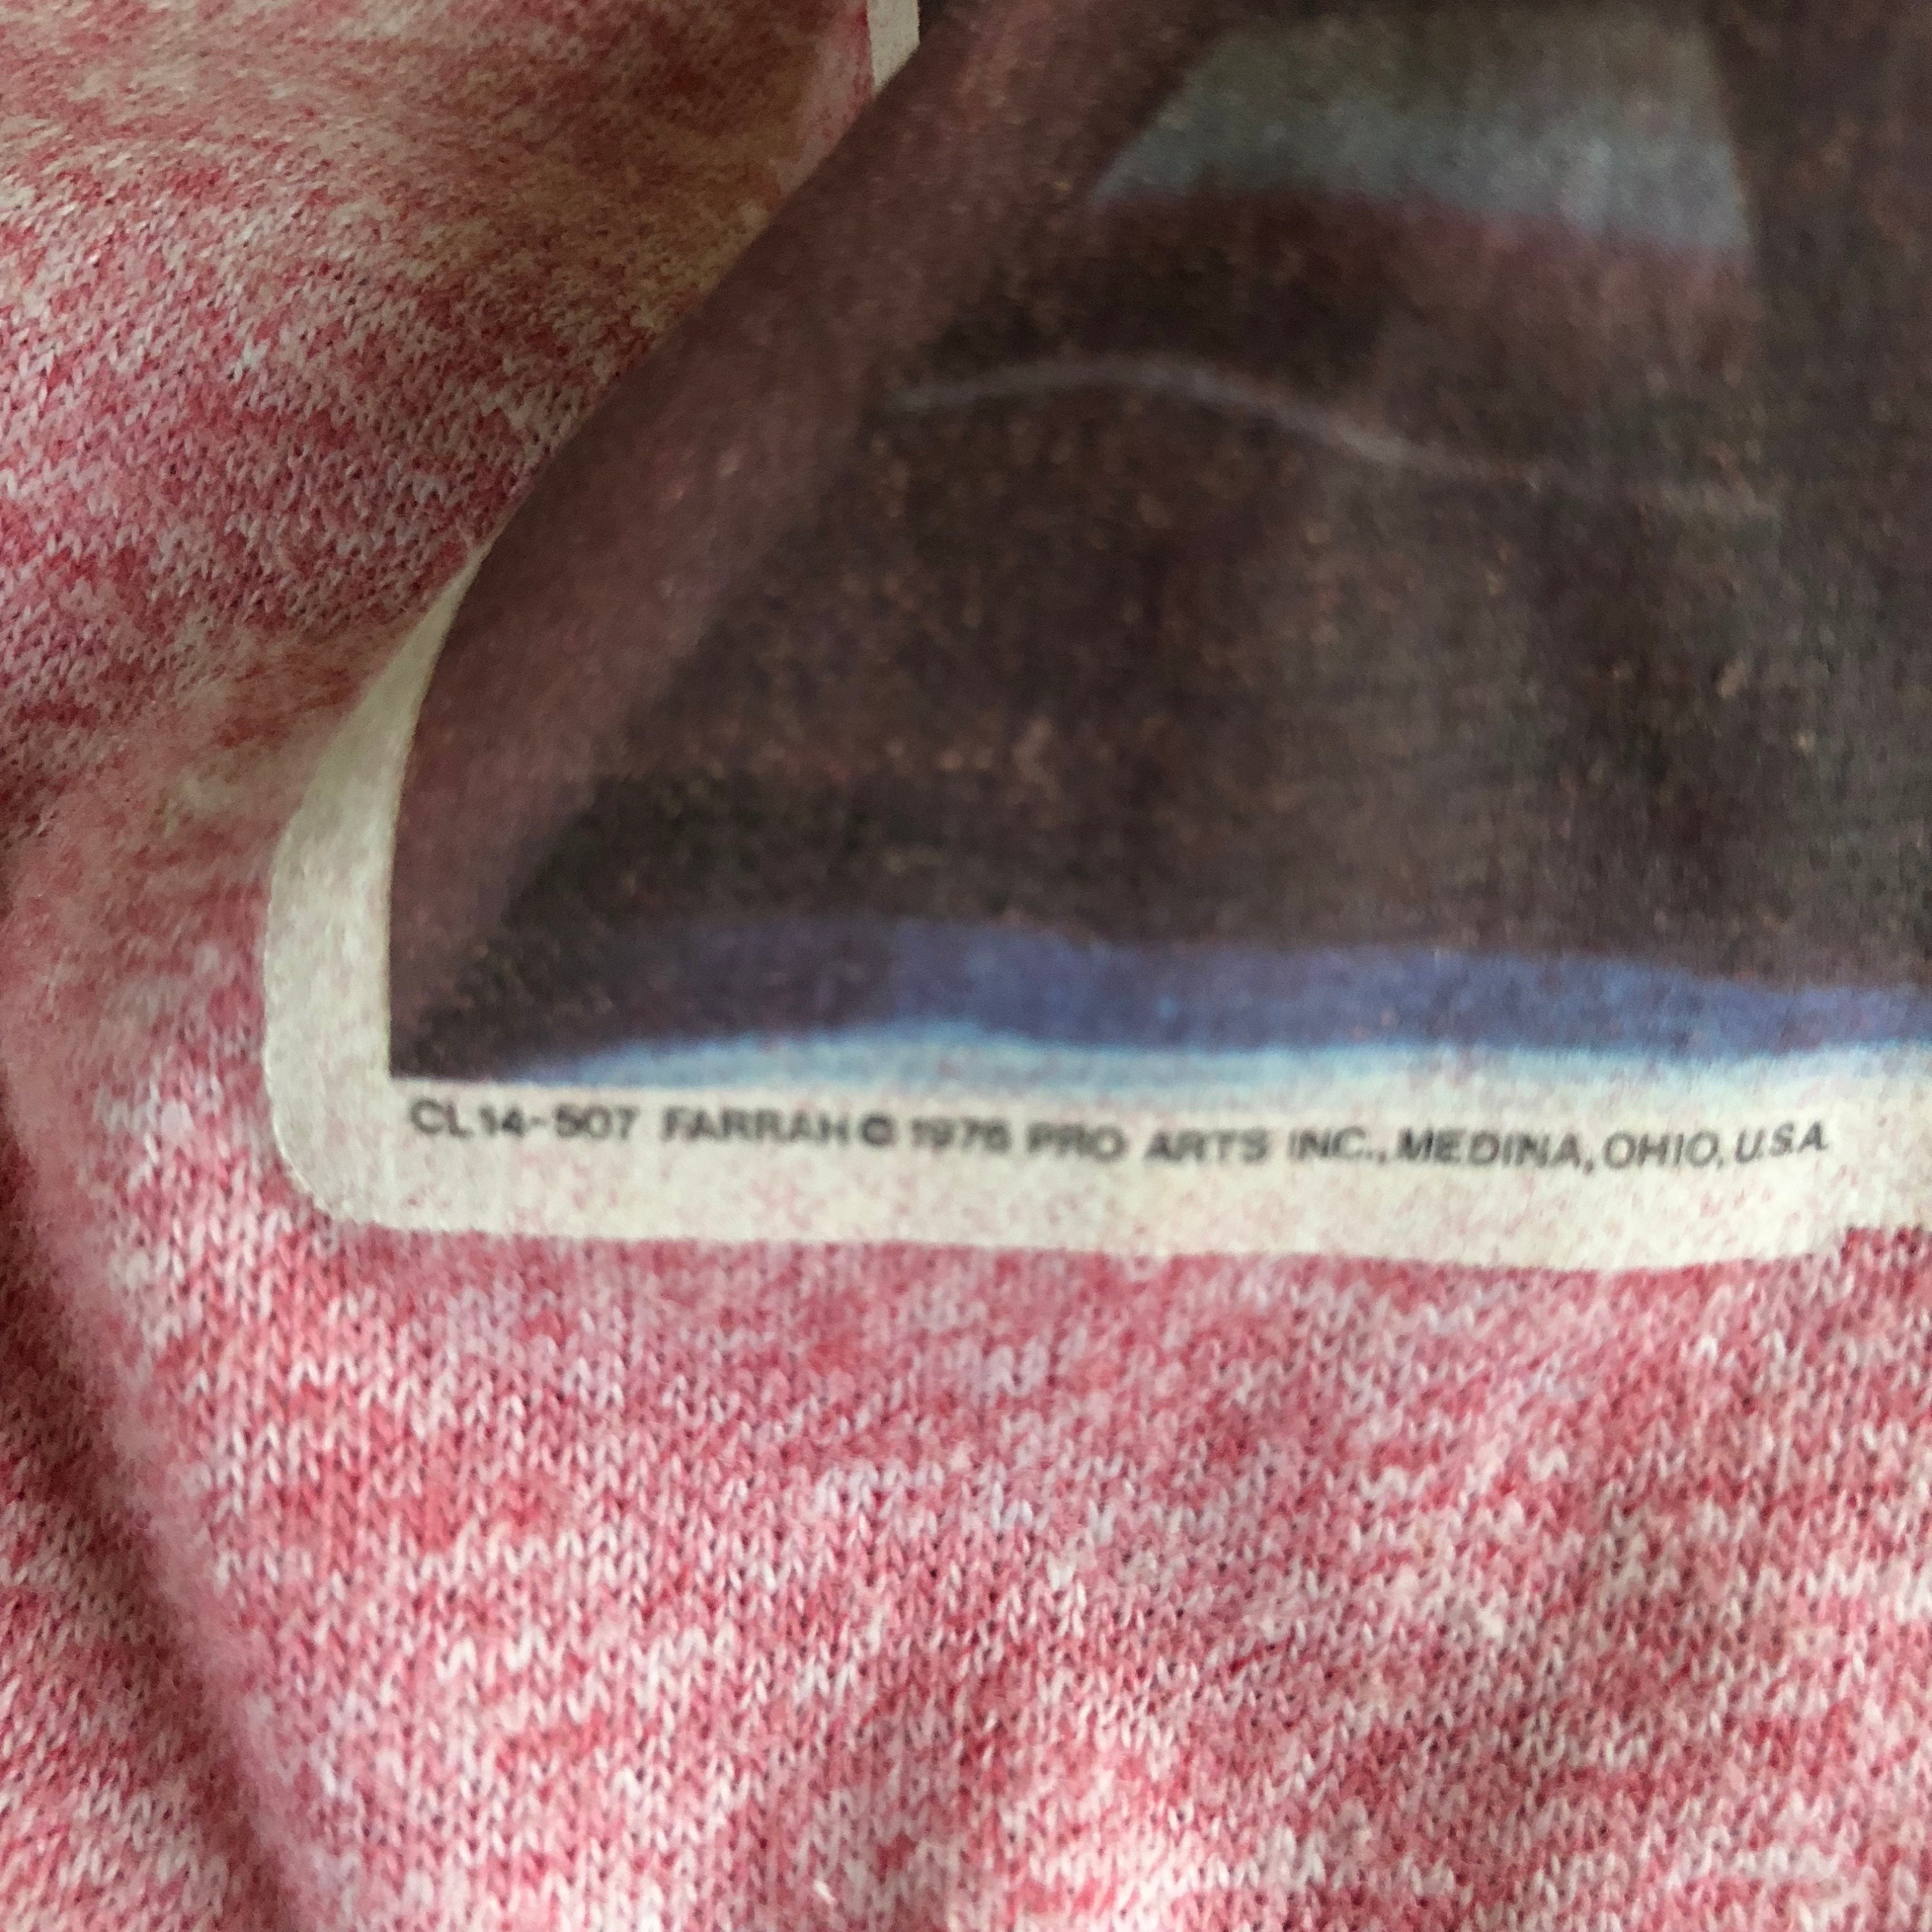 CL14-507 FARRAH © 1976 PRO ARTS INC., MEDINA, OHIO, U.S.A.